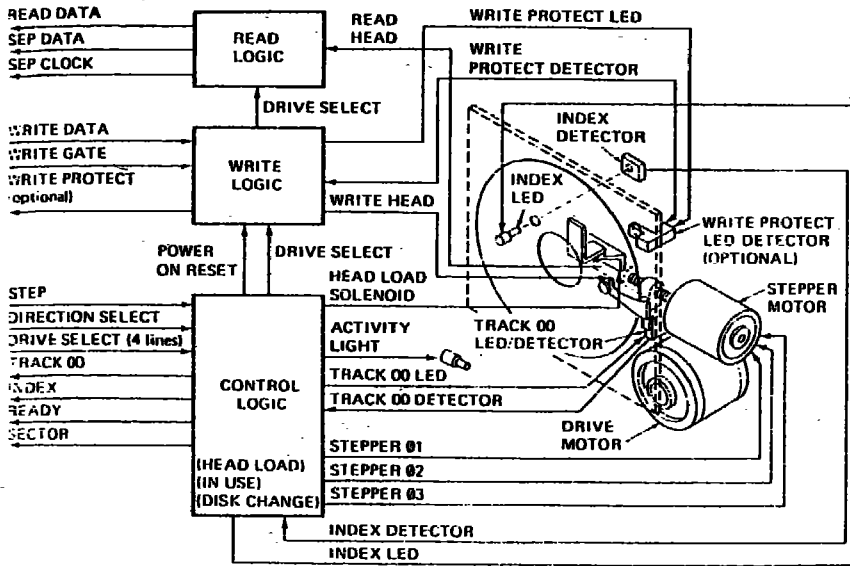 READ DATA
SEP DATA
SEP CLOCK
READ
LOGIC
READ
HEAD
WRITE PROTECT LED
WRITE
PROTECT DETECTOR
DRIVE SELECT
INDEX
DETECTOR
WRITE DATA
WRITE GATE
WRITE PROTECT
(optional)
WRITE
LOGIC
WRITE HEAD
INDEX
LED
WRITE PROTECT
LED DETECTOR
(OPTIONAL)
POWER
ON RESET
DRIVE SELECT
HEAD LOAD
SOLENOID
STEPPER
MOTOR
STEP
DIRECTION SELECT
DRIVE SELECT (4 lines)
TRACK 00
INDEX
READY
SECTOR
CONTROL
LOGIC
(HEAD LOAD)
(IN USE)
(DISK CHANGE)
ACTIVITY
LIGHT
TRACK 00
LED/DETECTOR
TRACK 00 LED
TRACK 00 DETECTOR
DRIVE
MOTOR
STEPPER Ø1
STEPPER Ø2
STEPPER Ø3
INDEX DETECTOR
INDEX LED